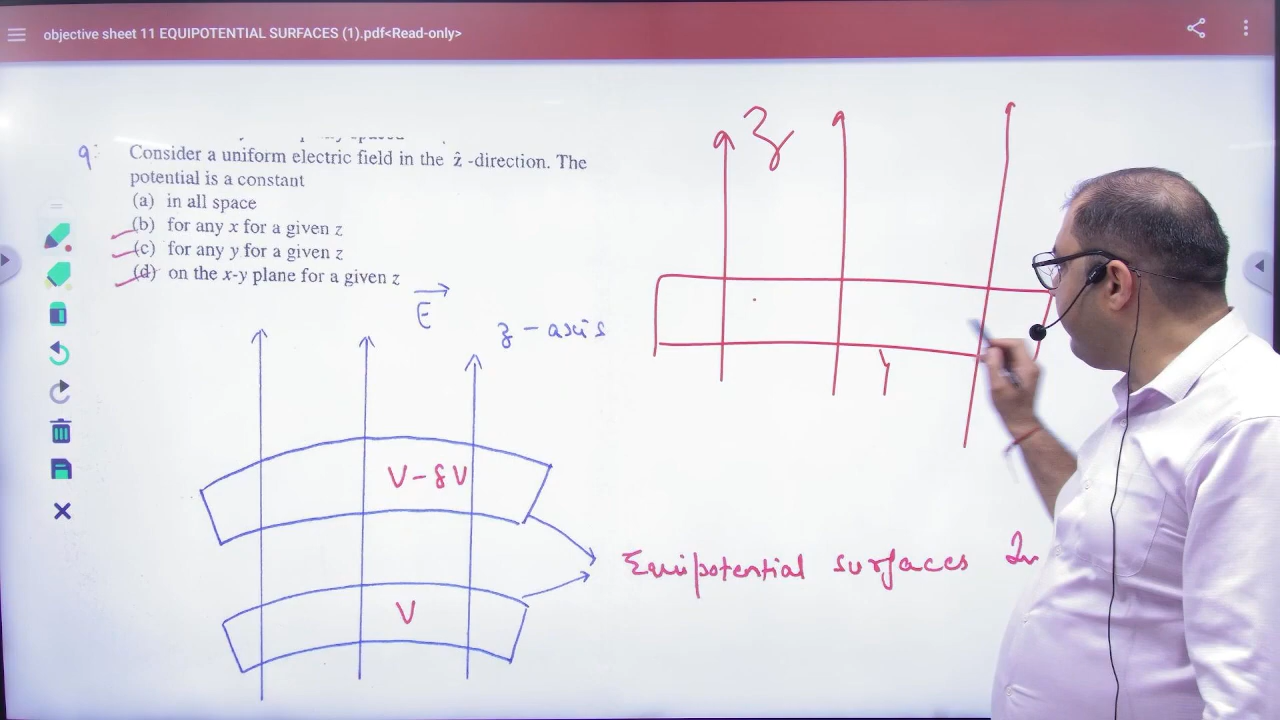 objective sheet 11 EQUIPOTENTIAL SURFACES (1).pdf<Read-only>
9.
Consider a uniform electric field in the ẑ -direction. The
potential is a constant
(a) in all space
(b) for any x for a given z
(c) for any y for a given z
(d) on the x-y plane for a given z
E
z - axis
V-δV
V
z
y
Equipotential surfaces